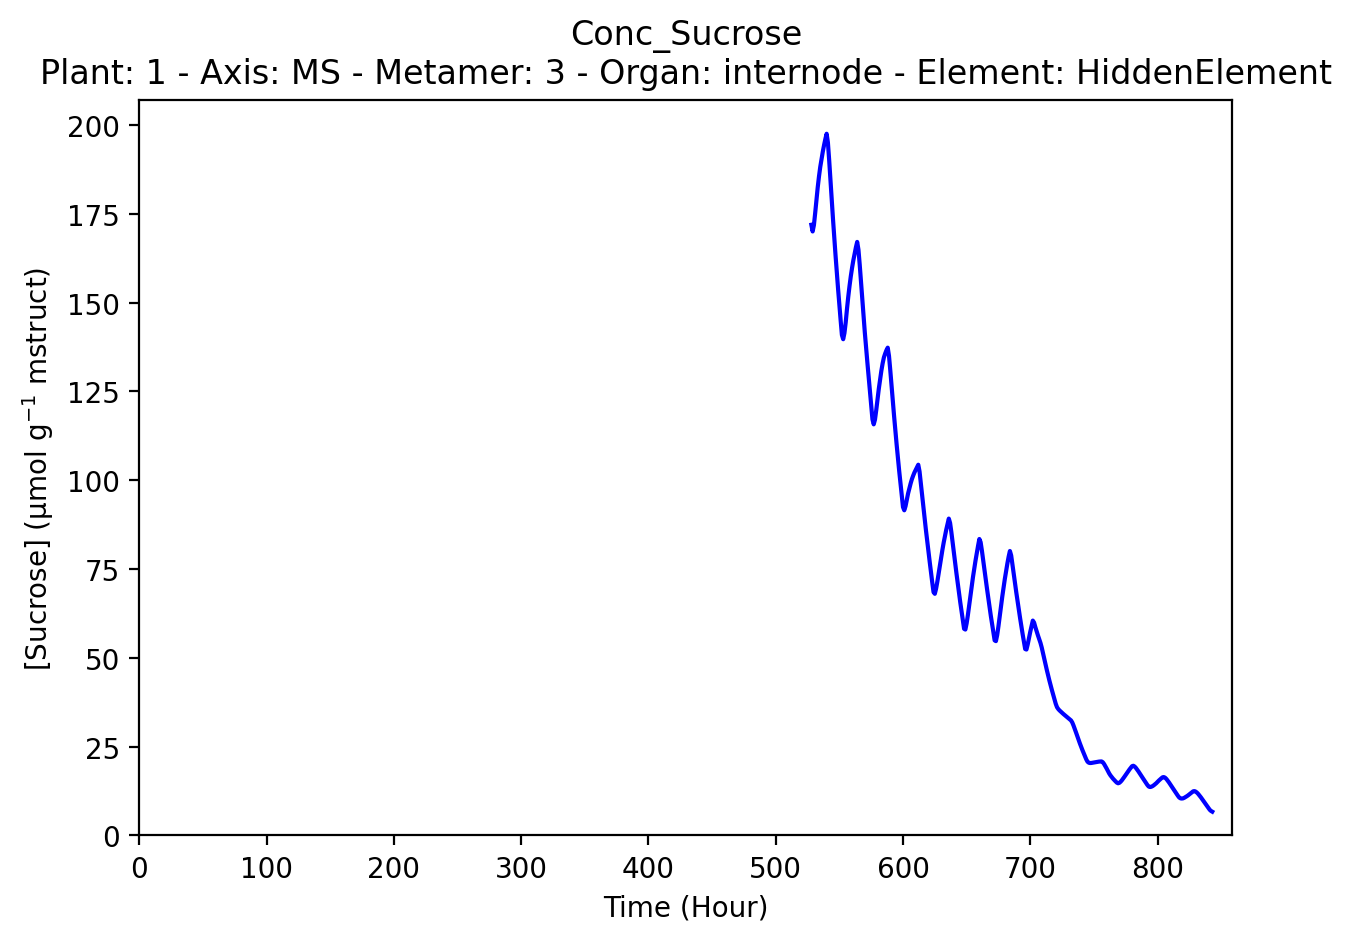 Conc_Sucrose
Plant: 1 - Axis: MS - Metamer: 3 - Organ: internode - Element: HiddenElement
200
175
150
125
100
75
50
25
0
[Sucrose] (µmol g⁻¹ mstruct)
0 100 200 300 400 500 600 700 800
Time (Hour)